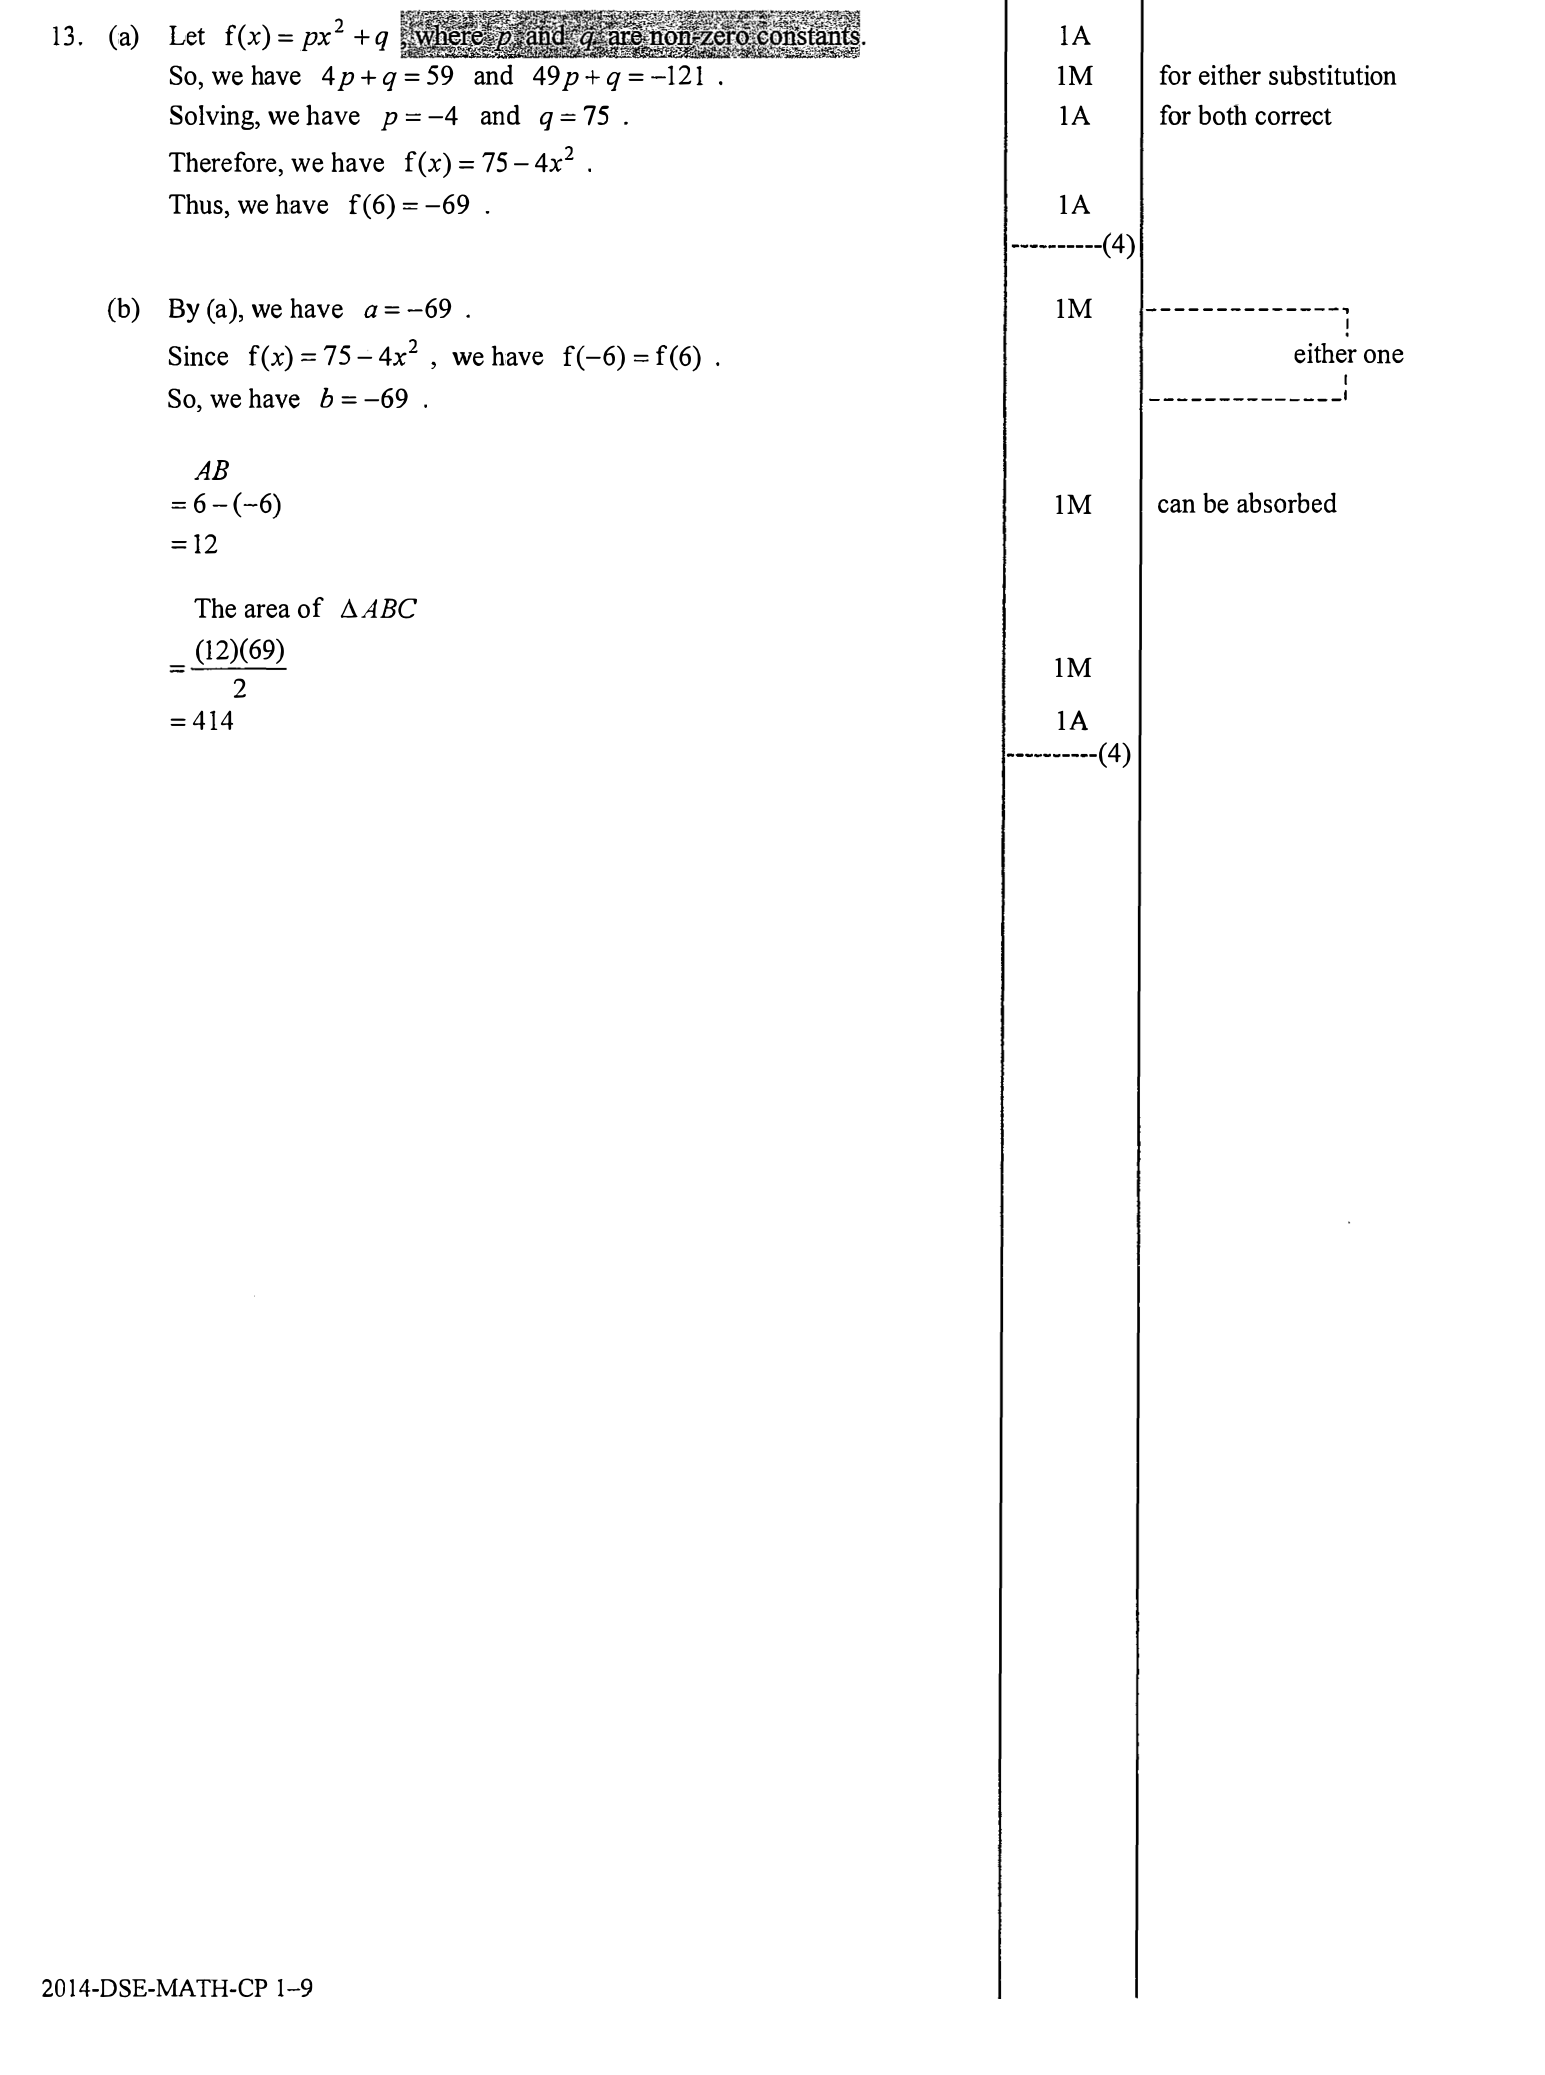 13. (a) Let f(x) = px² + q , where p and q are non-zero constants. 1A
So, we have 4p + q = 59 and 49p + q = −121 . 1M for either substitution
Solving, we have p = −4 and q = 75 . 1A for both correct
Therefore, we have f(x) = 75 − 4x² .
Thus, we have f(6) = −69 . 1A
----------(4)
(b) By (a), we have a = −69 . 1M
Since f(x) = 75 − 4x² , we have f(−6) = f(6) . either one
So, we have b = −69 .
AB
= 6 − (−6) 1M can be absorbed
= 12
The area of ΔABC
= (12)(69)/2 1M
= 414 1A
----------(4)
2014-DSE-MATH-CP 1–9